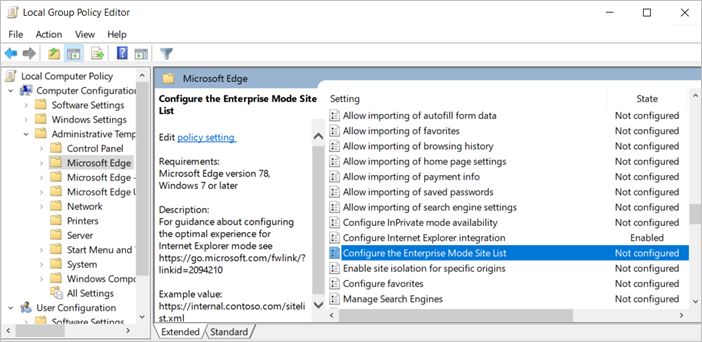 Local Group Policy Editor
File Action View Help
Local Computer Policy
Computer Configuratio
Software Settings
Windows Settings
Administrative Temp
Control Panel
Microsoft Edge
Microsoft Edge -
Microsoft Edge U
Network
Printers
Server
Start Menu and
System
Windows Compo
All Settings
User Configuration
Software Settings
Microsoft Edge
Configure the Enterprise Mode Site
List
Edit policy setting
Requirements:
Microsoft Edge version 78,
Windows 7 or later
Description:
For guidance about configuring
the optimal experience for
Internet Explorer mode see
https://go.microsoft.com/fwlink/?
linkid=2094210
Example value:
https://internal.contoso.com/siteli
st.xml
Setting State
Allow importing of autofill form data Not configured
Allow importing of favorites Not configured
Allow importing of browsing history Not configured
Allow importing of home page settings Not configured
Allow importing of payment info Not configured
Allow importing of saved passwords Not configured
Allow importing of search engine settings Not configured
Configure InPrivate mode availability Not configured
Configure Internet Explorer integration Enabled
Configure the Enterprise Mode Site List Not configured
Enable site isolation for specific origins Not configured
Configure favorites Not configured
Manage Search Engines Not configured
Extended Standard